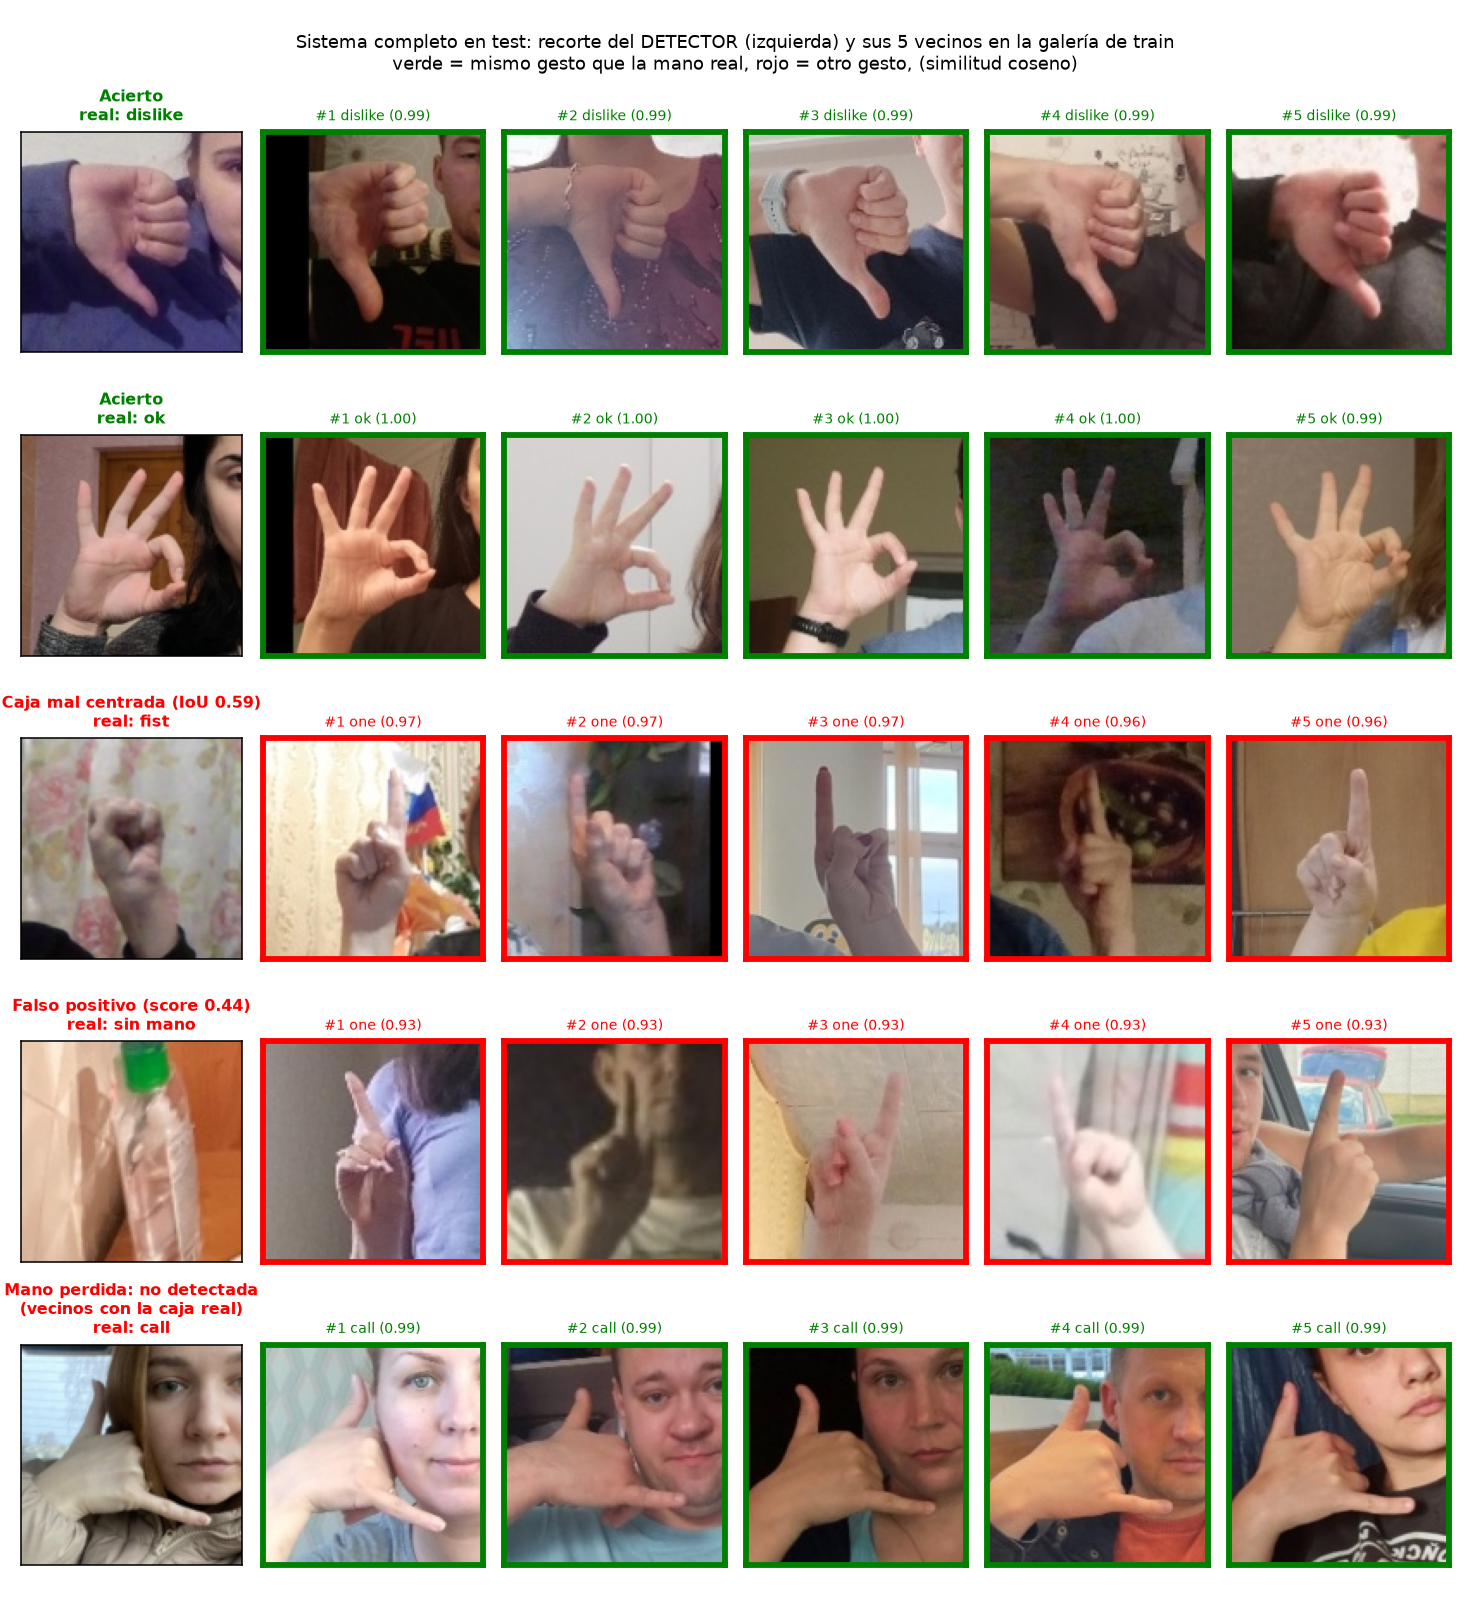 Sistema completo en test: recorte del DETECTOR (izquierda) y sus 5 vecinos en la galería de train
verde = mismo gesto que la mano real, rojo = otro gesto, (similitud coseno)
Acierto
real: dislike
#1 dislike (0.99)
#2 dislike (0.99)
#3 dislike (0.99)
#4 dislike (0.99)
#5 dislike (0.99)
Acierto
real: ok
#1 ok (1.00)
#2 ok (1.00)
#3 ok (1.00)
#4 ok (1.00)
#5 ok (0.99)
Caja mal centrada (IoU 0.59)
real: fist
#1 one (0.97)
#2 one (0.97)
#3 one (0.97)
#4 one (0.96)
#5 one (0.96)
Falso positivo (score 0.44)
real: sin mano
#1 one (0.93)
#2 one (0.93)
#3 one (0.93)
#4 one (0.93)
#5 one (0.93)
Mano perdida: no detectada
(vecinos con la caja real)
real: call
#1 call (0.99)
#2 call (0.99)
#3 call (0.99)
#4 call (0.99)
#5 call (0.99)